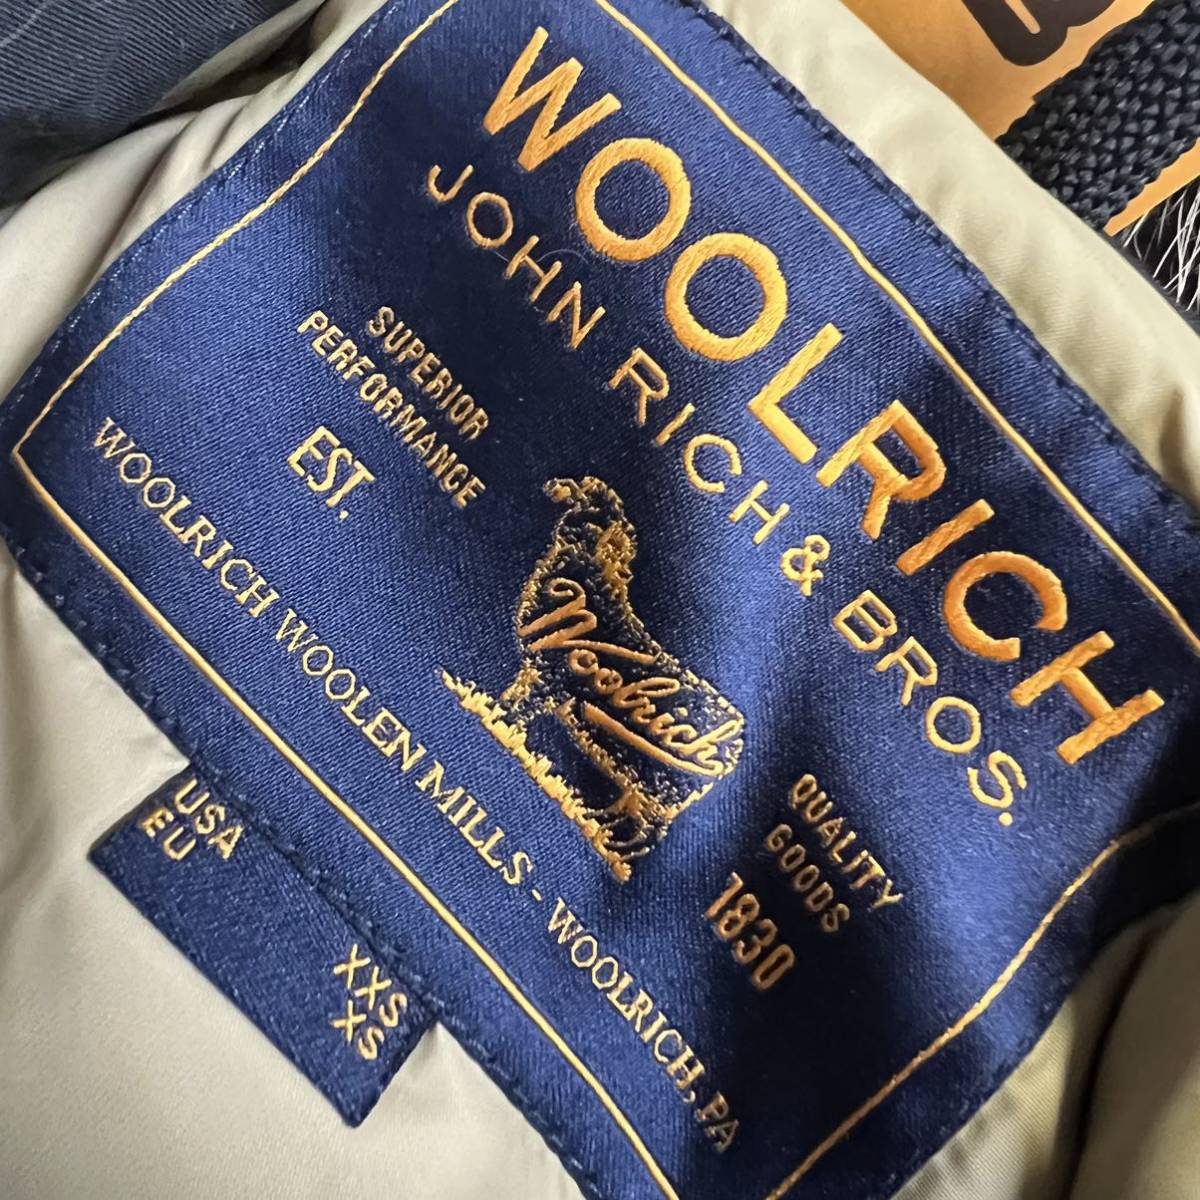 WOOLRICH
JOHN RICH & BROS.
SUPERIOR
PERFORMANCE
QUALITY
GOODS
Woolrich
EST.
1830
WOOLRICH WOOLEN MILLS - WOOLRICH, PA
USA XXS
EU XS